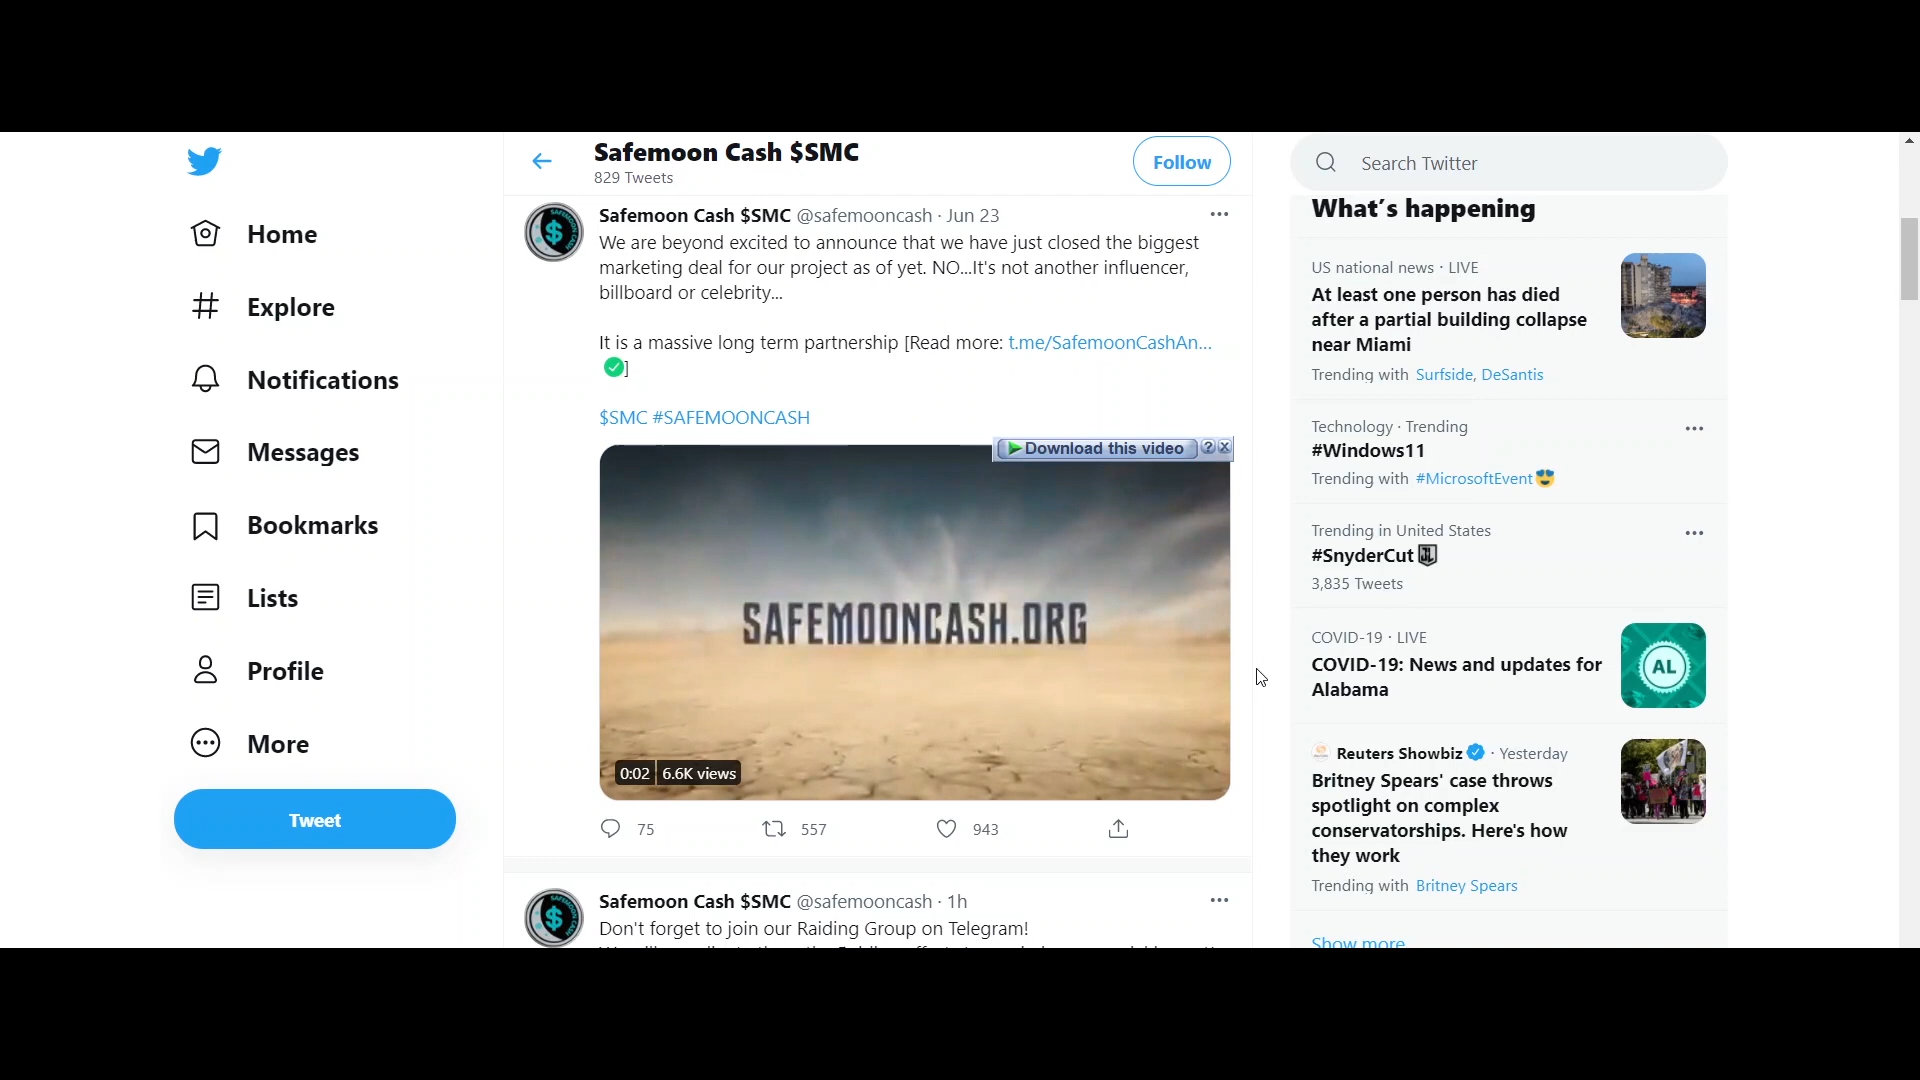 Home
Explore
Notifications
Messages
Bookmarks
Lists
Profile
More
Tweet
Safemoon Cash $SMC
829 Tweets
Follow
Safemoon Cash $SMC @safemooncash · Jun 23
We are beyond excited to announce that we have just closed the biggest
marketing deal for our project as of yet. NO...It's not another influencer,
billboard or celebrity...
It is a massive long term partnership [Read more: t.me/SafemoonCashAn...
✅]
$SMC #SAFEMOONCASH
Download this video
SAFEMOONCASH.ORG
0:02 6.6K views
75 557 943
Safemoon Cash $SMC @safemooncash · 1h
Don't forget to join our Raiding Group on Telegram!
Search Twitter
What's happening
US national news · LIVE
At least one person has died
after a partial building collapse
near Miami
Trending with Surfside, DeSantis
Technology · Trending
#Windows11
Trending with #MicrosoftEvent😍
Trending in United States
#SnyderCut
3,835 Tweets
COVID-19 · LIVE
COVID-19: News and updates for
Alabama
AL
Reuters Showbiz · Yesterday
Britney Spears' case throws
spotlight on complex
conservatorships. Here's how
they work
Trending with Britney Spears
Show more